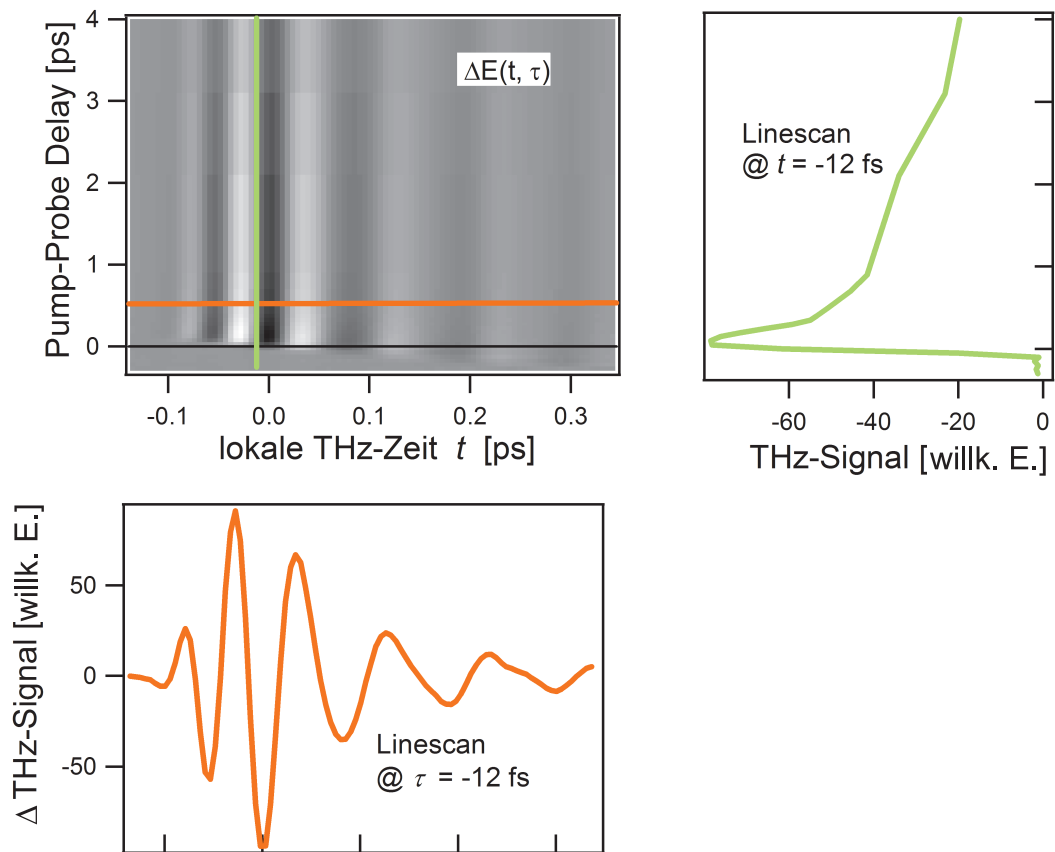 4
3
2
1
0
Pump-Probe Delay [ps]
ΔE(t, τ)
-0.1
0.0
0.1
0.2
0.3
lokale THz-Zeit t [ps]
Linescan
@ t = -12 fs
-60
-40
-20
0
THz-Signal [willk. E.]
Δ THz-Signal [willk. E.]
50
0
-50
Linescan
@ τ = -12 fs